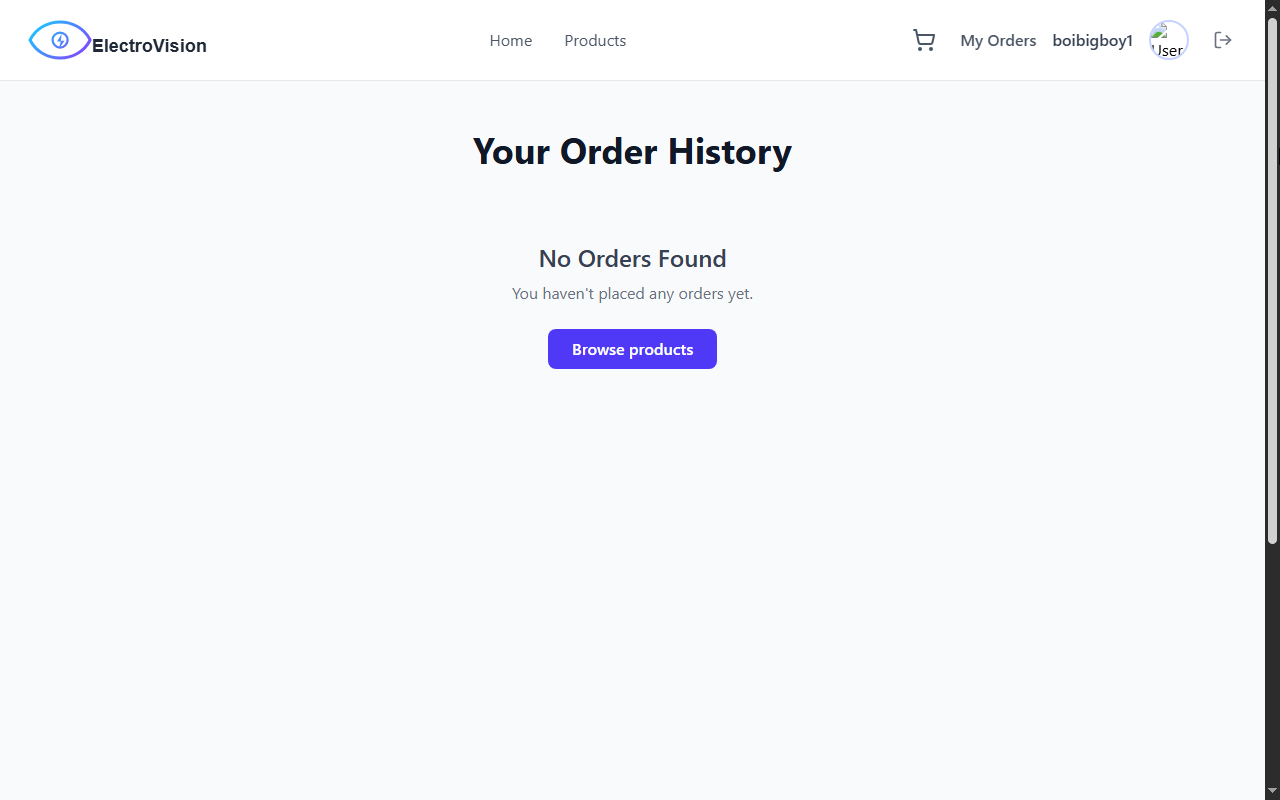 ElectroVision
Home
Products
My Orders
boibigboy1
User
Your Order History
No Orders Found
You haven't placed any orders yet.
Browse products